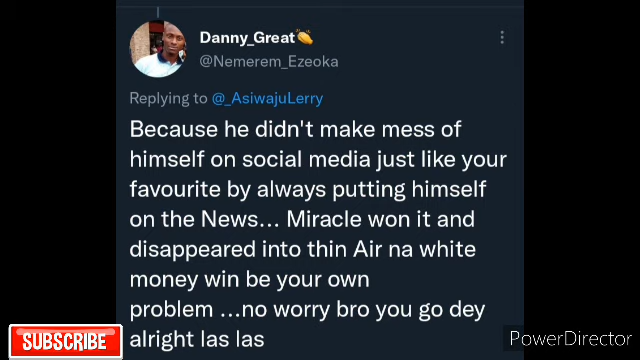 Danny_Great👏
@Nemerem_Ezeoka
Replying to @_AsiwajuLerry
Because he didn't make mess of
himself on social media just like your
favourite by always putting himself
on the News... Miracle won it and
disappeared into thin Air na white
money win be your own
problem ...no worry bro you go dey
alright las las
SUBSCRIBE
PowerDirector